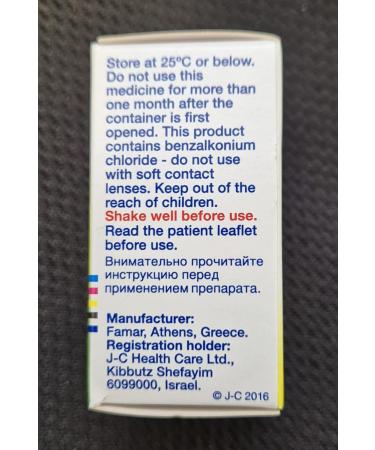 Store at 25ºC or below.
Do not use this
medicine for more than
one month after the
container is first
opened. This product
contains benzalkonium
chloride - do not use
with soft contact
lenses. Keep out of the
reach of children.
Shake well before use.
Read the patient leaflet
before use.
Внимательно прочитайте
инструкцию перед
применением препарата.
Manufacturer:
Famar, Athens, Greece.
Registration holder:
J-C Health Care Ltd.,
Kibbutz Shefayim
6099000, Israel.
© J-C 2016